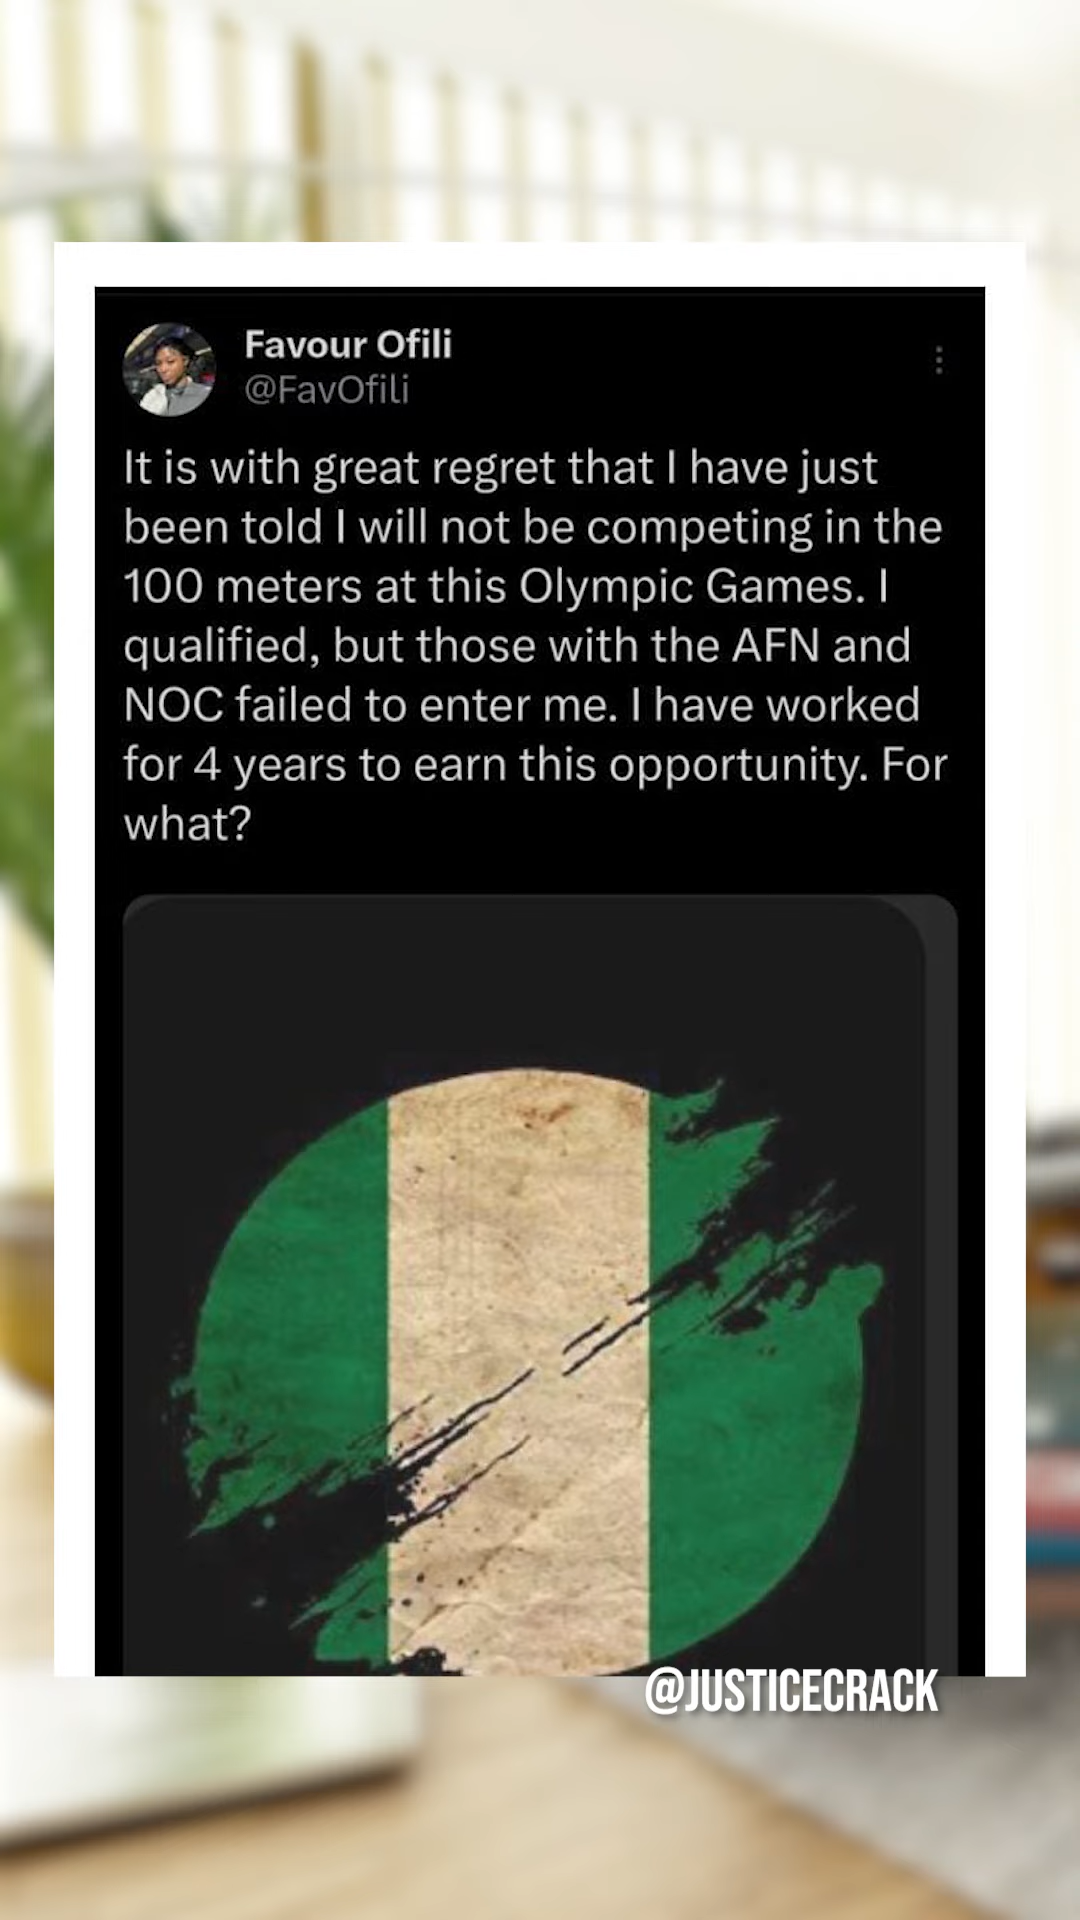 Favour Ofili
@FavOfili
It is with great regret that I have just
been told I will not be competing in the
100 meters at this Olympic Games. I
qualified, but those with the AFN and
NOC failed to enter me. I have worked
for 4 years to earn this opportunity. For
what?
@JUSTICECRACK